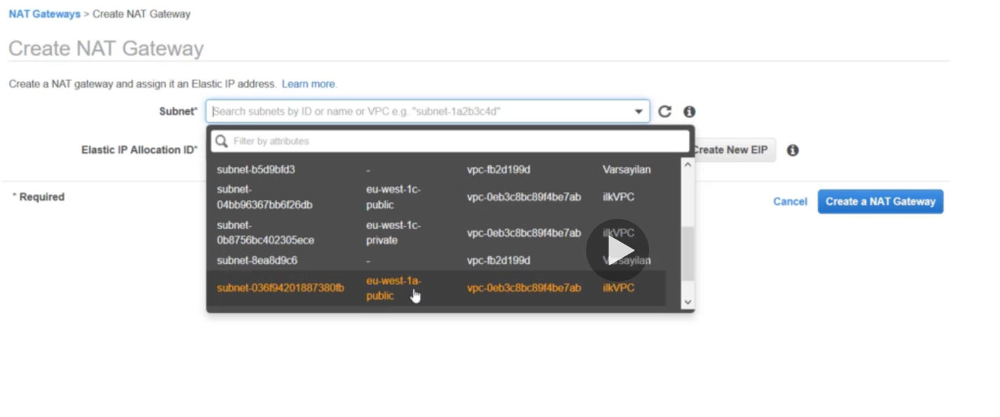 NAT Gateways > Create NAT Gateway
Create NAT Gateway
Create a NAT gateway and assign it an Elastic IP address. Learn more.
Subnet* Search subnets by ID or name or VPC e.g. "subnet-1a2b3c4d"
Filter by attributes
Elastic IP Allocation ID* Create New EIP
subnet-b5d9bfd3 - vpc-fb2d199d Varsayilan
subnet- eu-west-1c-
04bb96367bb6f26db public vpc-0eb3c8bc89f4be7ab ilkVPC
subnet- eu-west-1c-
0b8756bc402305ece private vpc-0eb3c8bc89f4be7ab ilkVPC
subnet-8ea8d9c6 - vpc-fb2d199d Varsayilan
subnet-036f94201887380fb eu-west-1a- vpc-0eb3c8bc89f4be7ab ilkVPC
public
* Required
Cancel Create a NAT Gateway